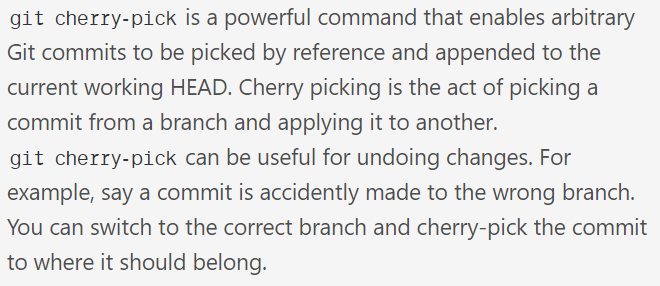 git cherry-pick is a powerful command that enables arbitrary
Git commits to be picked by reference and appended to the
current working HEAD. Cherry picking is the act of picking a
commit from a branch and applying it to another.
git cherry-pick can be useful for undoing changes. For
example, say a commit is accidently made to the wrong branch.
You can switch to the correct branch and cherry-pick the commit
to where it should belong.